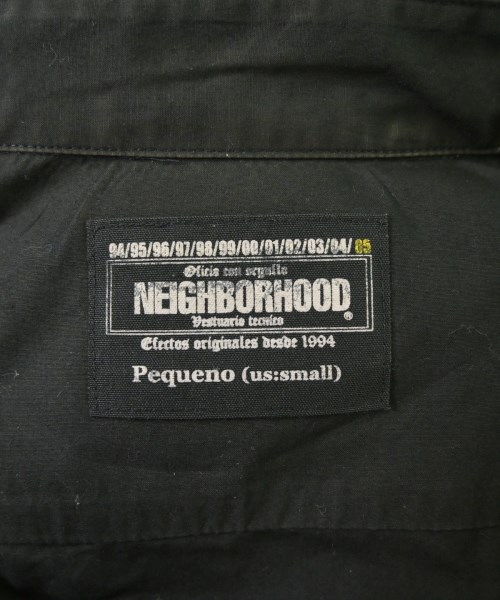 94/95/96/97/98/99/00/01/02/03/04/05
Oficio con orgullo
NEIGHBORHOOD®
Vestuario tecnico
Efectos originales desde 1994
Pequeno (us:small)